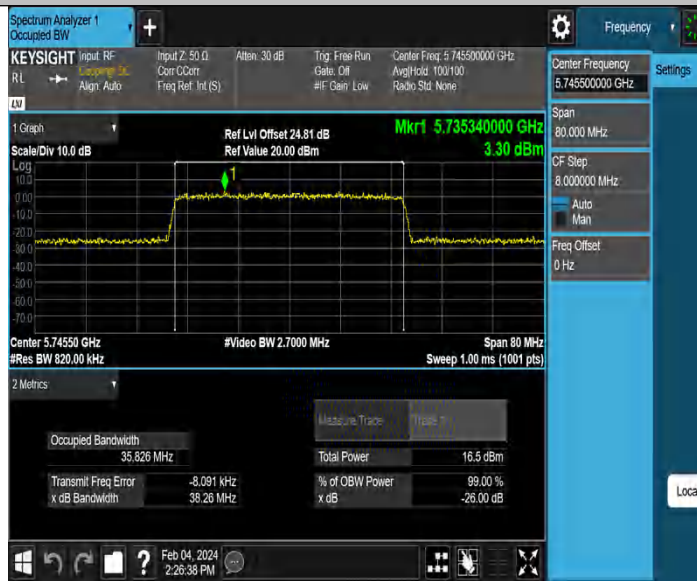 Spectrum Analyzer 1
Occupied BW
Frequency
KEYSIGHT
Input: RF
Coupling: DC
Align: Auto
Input Z: 50 Ω
Corr CCorr
Freq Ref: Int (S)
Atten: 30 dB
Trig: Free Run
Gate: Off
#IF Gain: Low
Center Freq: 5.745500000 GHz
Avg|Hold: 100/100
Radio Std: None
RL
LXI
Center Frequency
5.745500000 GHz
Settings
Span
80.000 MHz
CF Step
8.000000 MHz
Auto
Man
Freq Offset
0 Hz
Local
1 Graph
Scale/Div 10.0 dB
Ref Lvl Offset 24.81 dB
Ref Value 20.00 dBm
Mkr1 5.735340000 GHz
3.30 dBm
Log
10.0
0.00
-10.0
-20.0
-30.0
-40.0
-50.0
-60.0
-70.0
1
Center 5.74550 GHz
#Res BW 820.00 kHz
#Video BW 2.7000 MHz
Span 80 MHz
Sweep 1.00 ms (1001 pts)
2 Metrics
Measure Trace
Trace 1
Occupied Bandwidth
35.826 MHz
Total Power
16.5 dBm
Transmit Freq Error
-8.091 kHz
% of OBW Power
99.00 %
x dB Bandwidth
38.26 MHz
x dB
-26.00 dB
?
Feb 04, 2024
2:26:38 PM